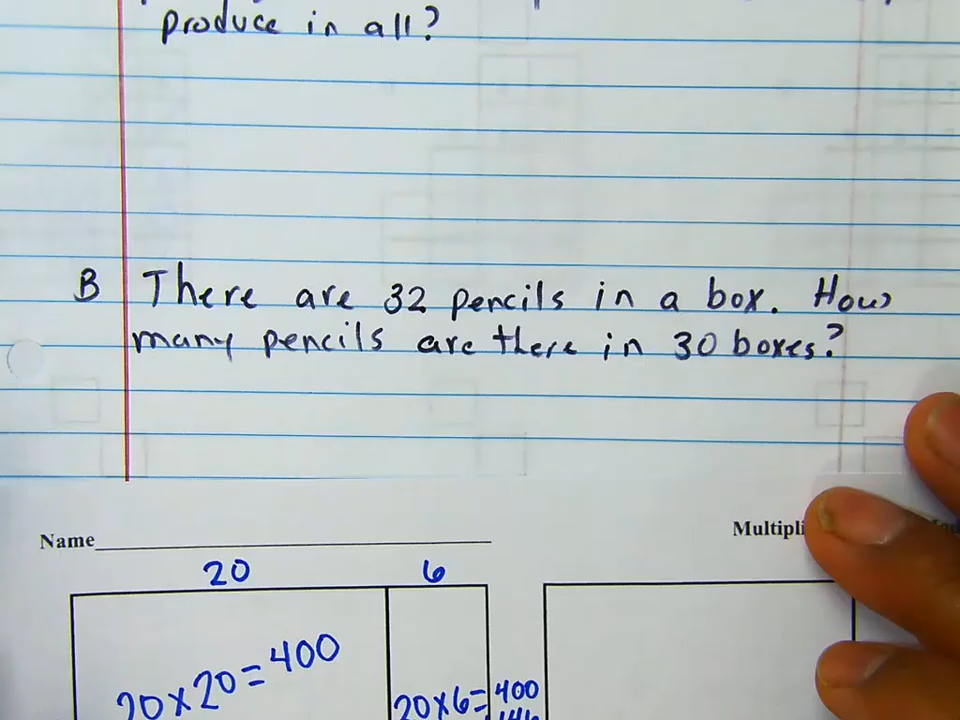 produce in all?
B There are 32 pencils in a box. How
many pencils are there in 30 boxes?
Name
20 6
20x20=400
20x6=
400